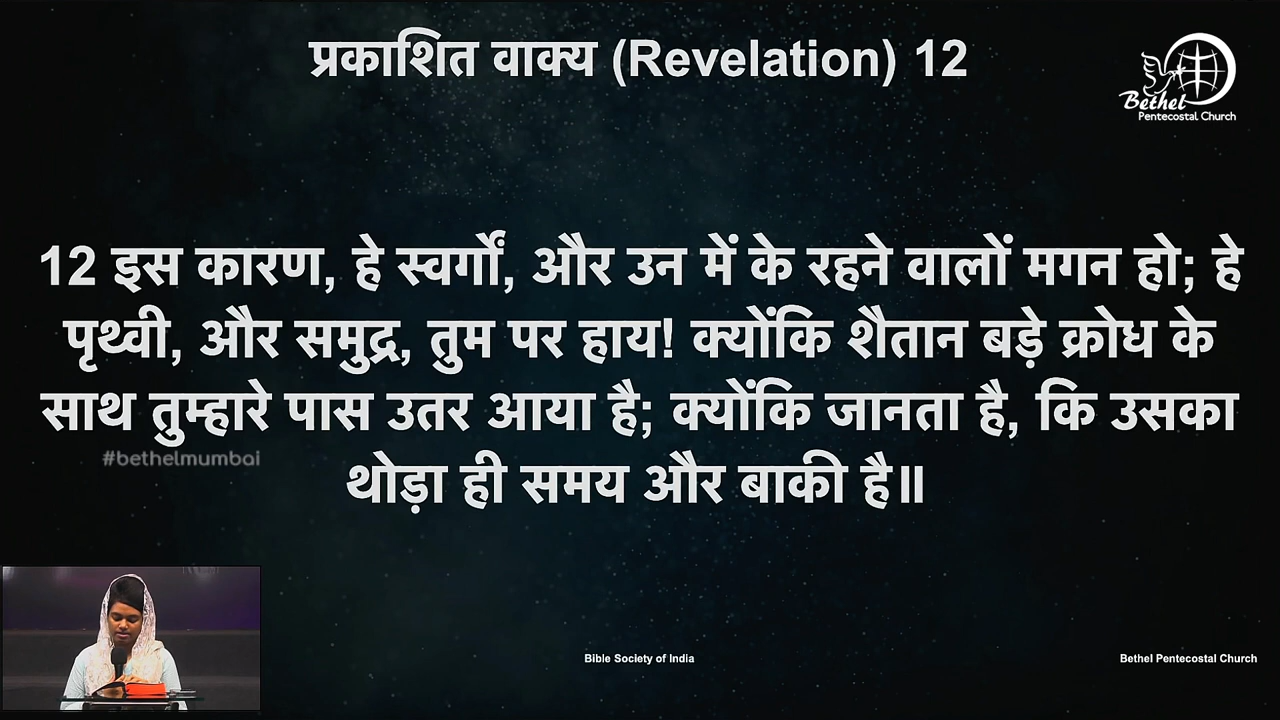 प्रकाशित वाक्य (Revelation) 12
Bethel
Pentecostal Church
12 इस कारण, हे स्वर्गों, और उन में के रहने वालों मगन हो; हे
पृथ्वी, और समुद्र, तुम पर हाय! क्योंकि शैतान बड़े क्रोध के
साथ तुम्हारे पास उतर आया है; क्योंकि जानता है, कि उसका
#bethelmumbai
थोड़ा ही समय और बाकी है॥
Bible Society of India
Bethel Pentecostal Church